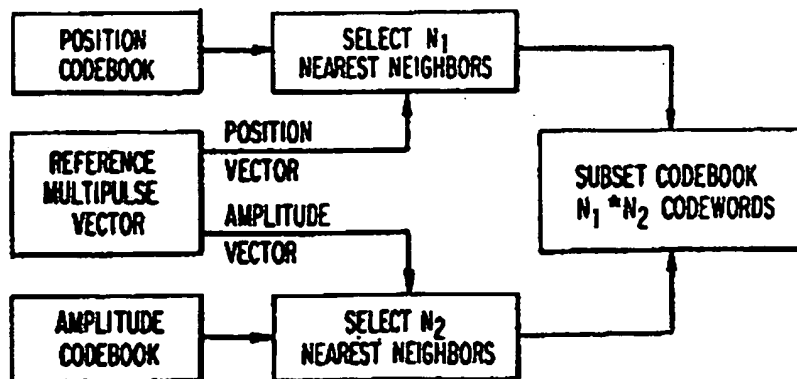 POSITION
CODEBOOK
SELECT N1
NEAREST NEIGHBORS
REFERENCE
MULTIPULSE
VECTOR
POSITION
VECTOR
AMPLITUDE
VECTOR
SUBSET CODEBOOK
N1 * N2 CODEWORDS
AMPLITUDE
CODEBOOK
SELECT N2
NEAREST NEIGHBORS